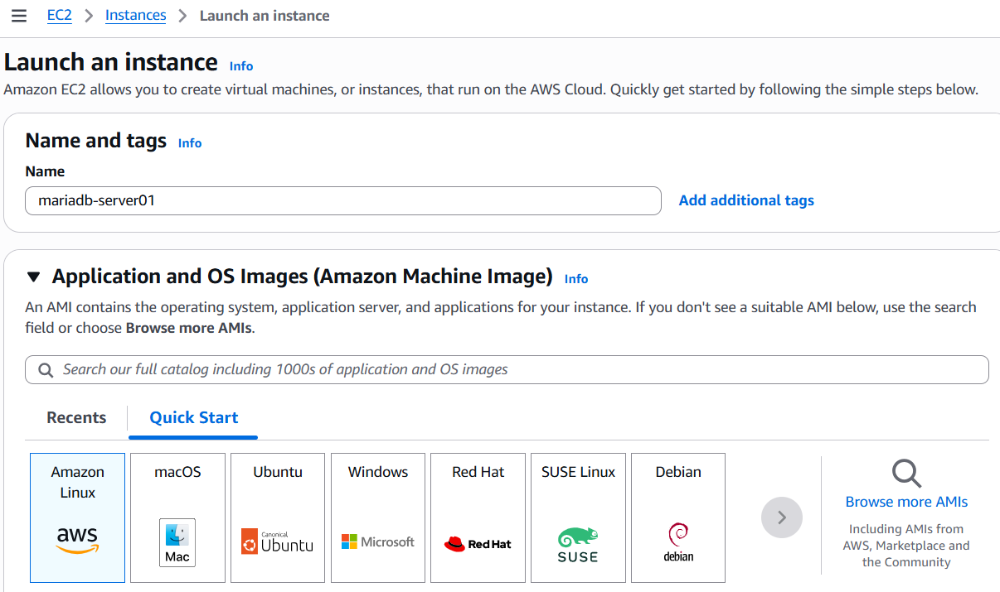 EC2 > Instances > Launch an instance
Launch an instance Info
Amazon EC2 allows you to create virtual machines, or instances, that run on the AWS Cloud. Quickly get started by following the simple steps below.
Name and tags Info
Name
mariadb-server01
Add additional tags
Application and OS Images (Amazon Machine Image) Info
An AMI contains the operating system, application server, and applications for your instance. If you don't see a suitable AMI below, use the search
field or choose Browse more AMIs.
Search our full catalog including 1000s of application and OS images
Recents
Quick Start
Amazon
Linux
aws
macOS
Mac
Ubuntu
Canonical
Ubuntu
Windows
Microsoft
Red Hat
Red Hat
SUSE Linux
SUSE
Debian
debian
Browse more AMIs
Including AMIs from
AWS, Marketplace and
the Community